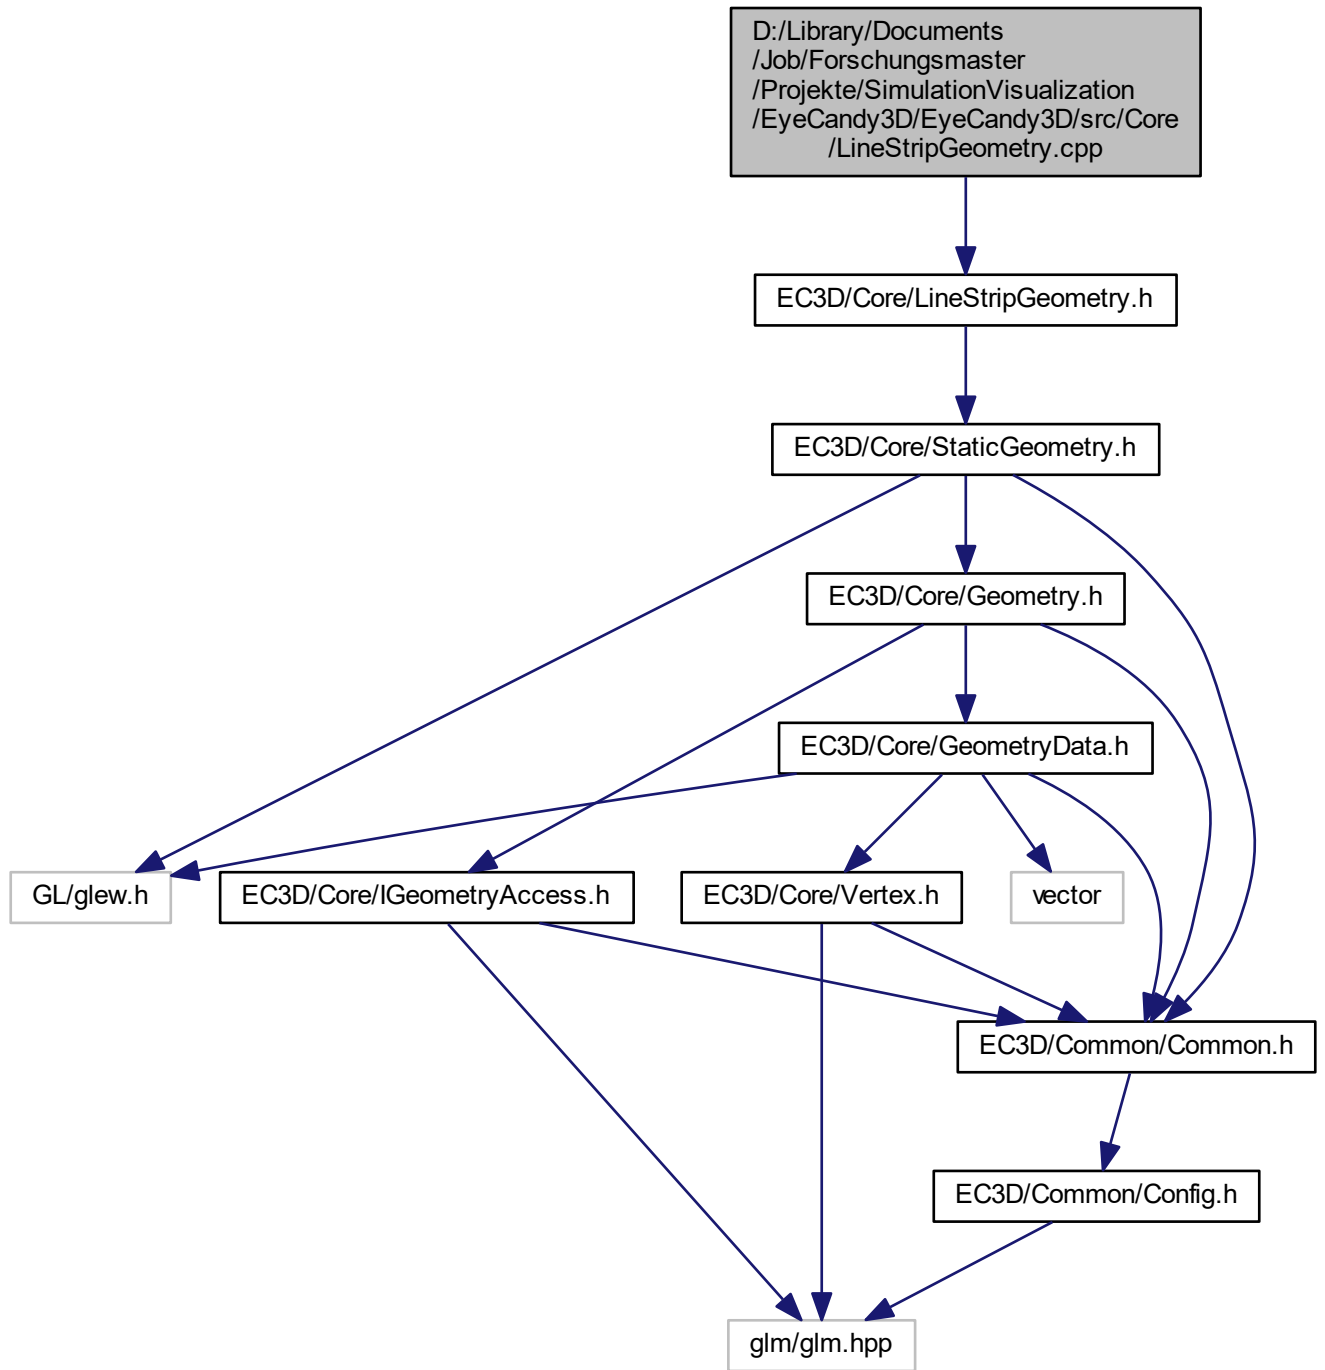 D:/Library/Documents
/Job/Forschungsmaster
/Projekte/SimulationVisualization
/EyeCandy3D/EyeCandy3D/src/Core
/LineStripGeometry.cpp
EC3D/Core/LineStripGeometry.h
EC3D/Core/StaticGeometry.h
EC3D/Core/Geometry.h
EC3D/Core/GeometryData.h
GL/glew.h
EC3D/Core/IGeometryAccess.h
EC3D/Core/Vertex.h
vector
EC3D/Common/Common.h
EC3D/Common/Config.h
glm/glm.hpp